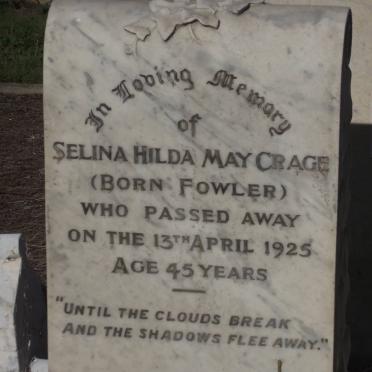 In Loving Memory
of
SELINA HILDA MAY CRAGE
(BORN FOWLER)
WHO PASSED AWAY
ON THE 13TH APRIL 1925
AGE 45 YEARS
"UNTIL THE CLOUDS BREAK
AND THE SHADOWS FLEE AWAY."